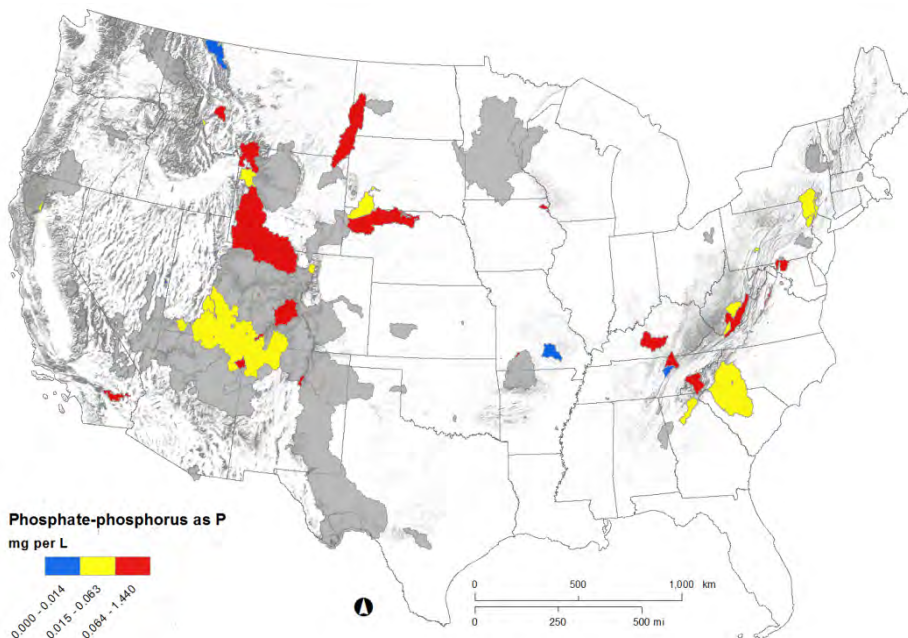 Phosphate-phosphorus as P
mg per L
0.000 - 0.014
0.015 - 0.063
0.064 - 1.440
0 500 1,000 km
0 250 500 mi